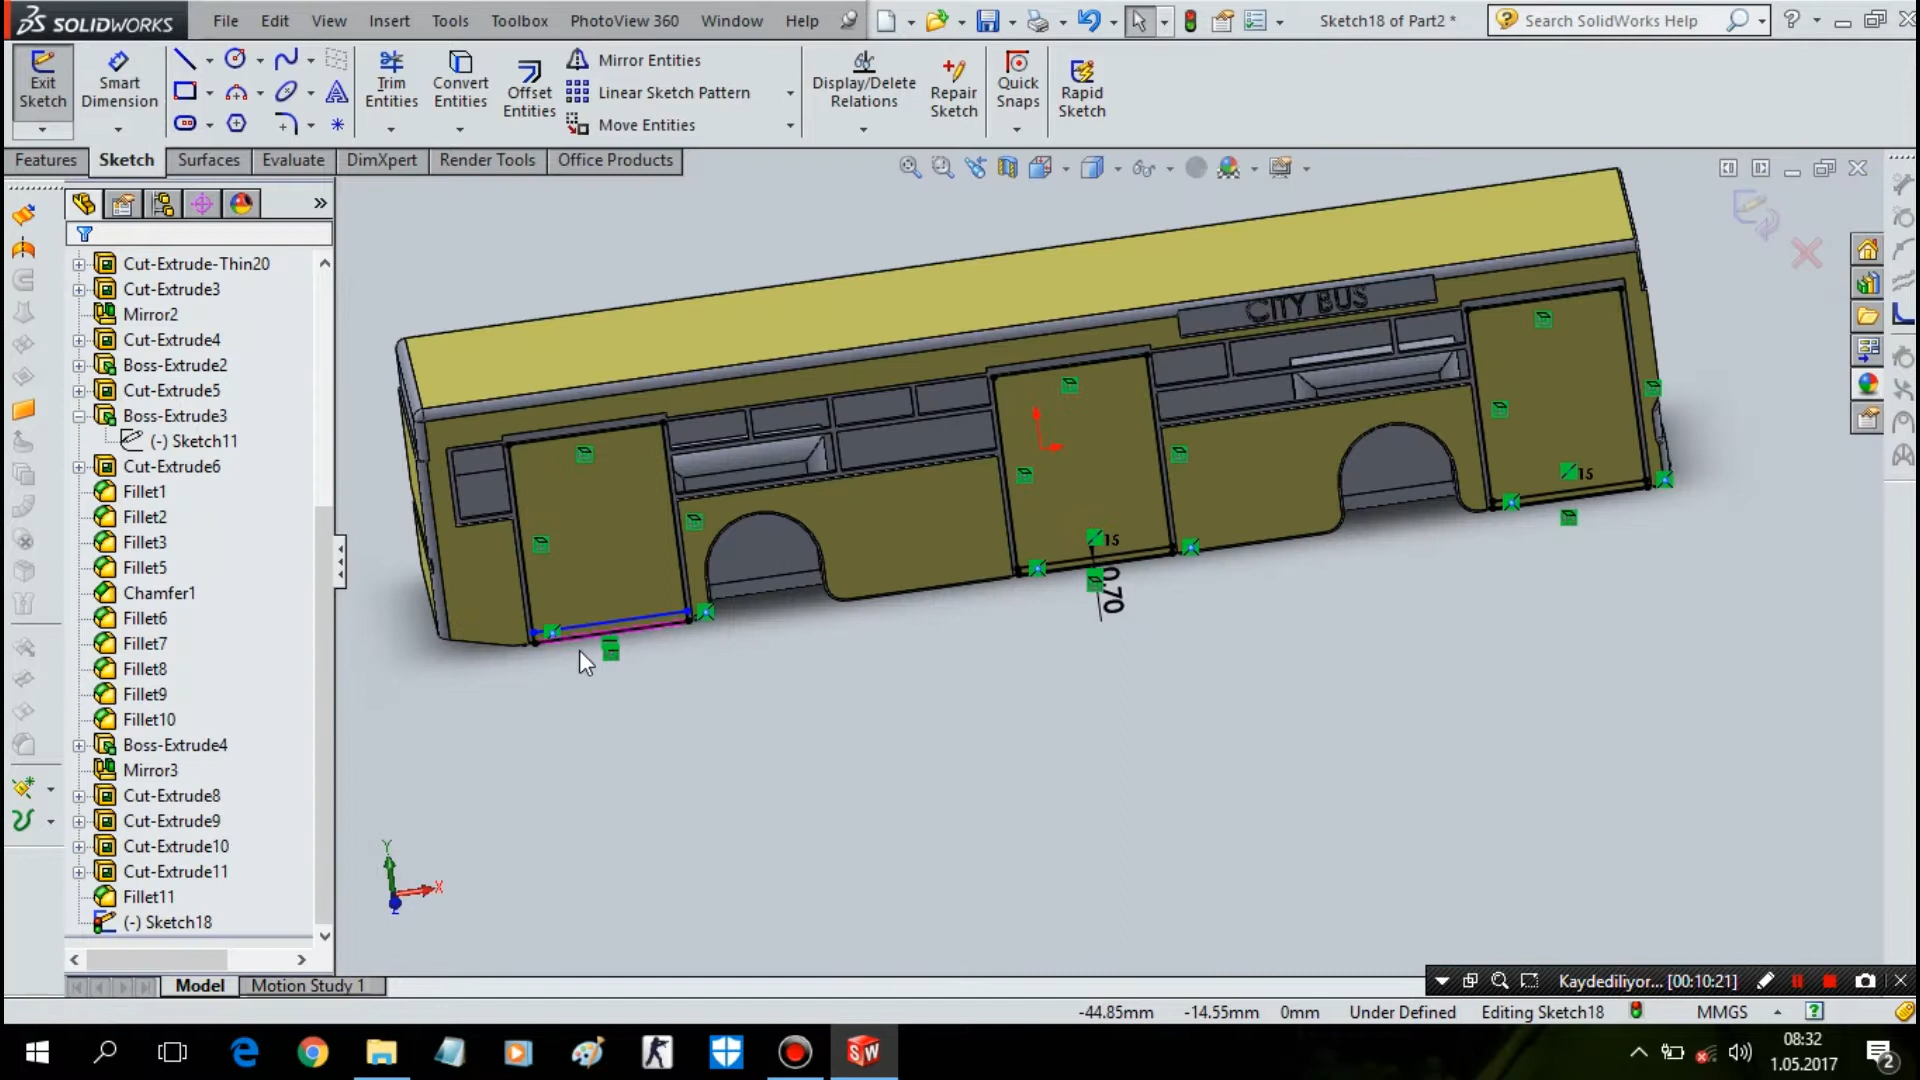 SOLIDWORKS File Edit View Insert Tools Toolbox PhotoView 360 Window Help Sketch18 of Part2 * Search SolidWorks Help
Exit Sketch
Smart Dimension
Trim Entities
Convert Entities
Offset Entities
Mirror Entities
Linear Sketch Pattern
Move Entities
Display/Delete Relations
Repair Sketch
Quick Snaps
Rapid Sketch
Features Sketch Surfaces Evaluate DimXpert Render Tools Office Products
Cut-Extrude-Thin20
Cut-Extrude3
Mirror2
Cut-Extrude4
Boss-Extrude2
Cut-Extrude5
Boss-Extrude3
(-) Sketch11
Cut-Extrude6
Fillet1
Fillet2
Fillet3
Fillet5
Chamfer1
Fillet6
Fillet7
Fillet8
Fillet9
Fillet10
Boss-Extrude4
Mirror3
Cut-Extrude8
Cut-Extrude9
Cut-Extrude10
Cut-Extrude11
Fillet11
(-) Sketch18
CITY BUS
15
15
0.70
Y
X
Z
Model Motion Study 1
Kaydediliyor... [00:10:21]
-44.85mm -14.55mm 0mm Under Defined Editing Sketch18 MMGS
SW
08:32
1.05.2017
2